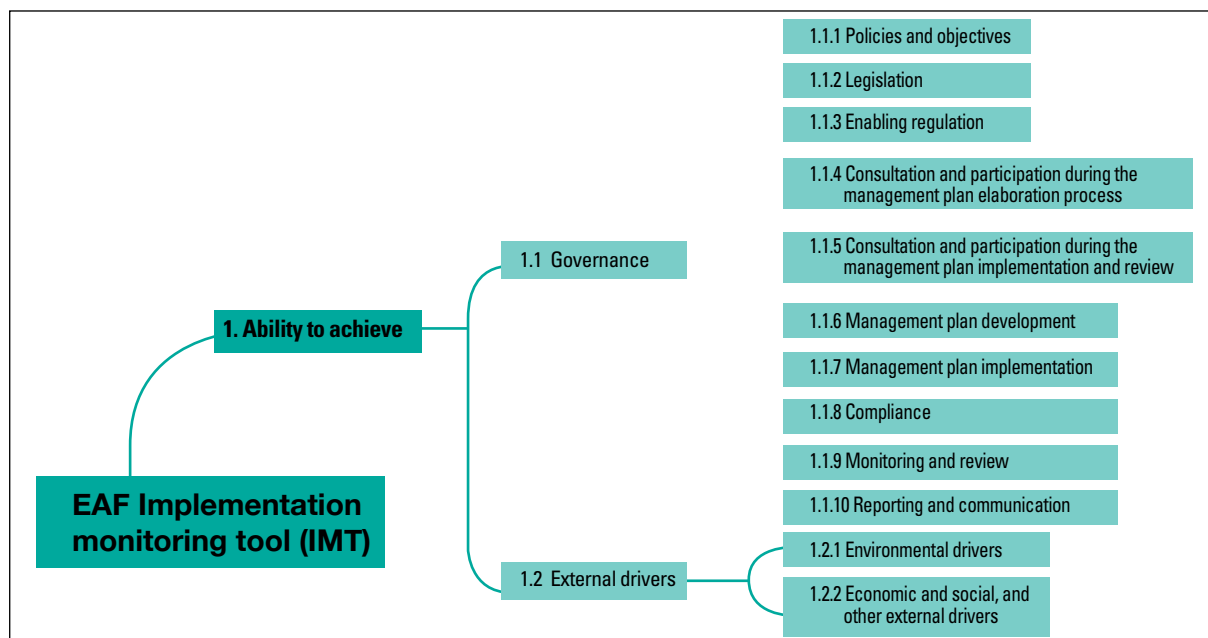 1.1.1 Policies and objectives
1.1.2 Legislation
1.1.3 Enabling regulation
1.1.4 Consultation and participation during the
management plan elaboration process
1.1 Governance
1.1.5 Consultation and participation during the
management plan implementation and review
1. Ability to achieve
1.1.6 Management plan development
1.1.7 Management plan implementation
1.1.8 Compliance
1.1.9 Monitoring and review
EAF Implementation
monitoring tool (IMT)
1.1.10 Reporting and communication
1.2 External drivers
1.2.1 Environmental drivers
1.2.2 Economic and social, and
other external drivers